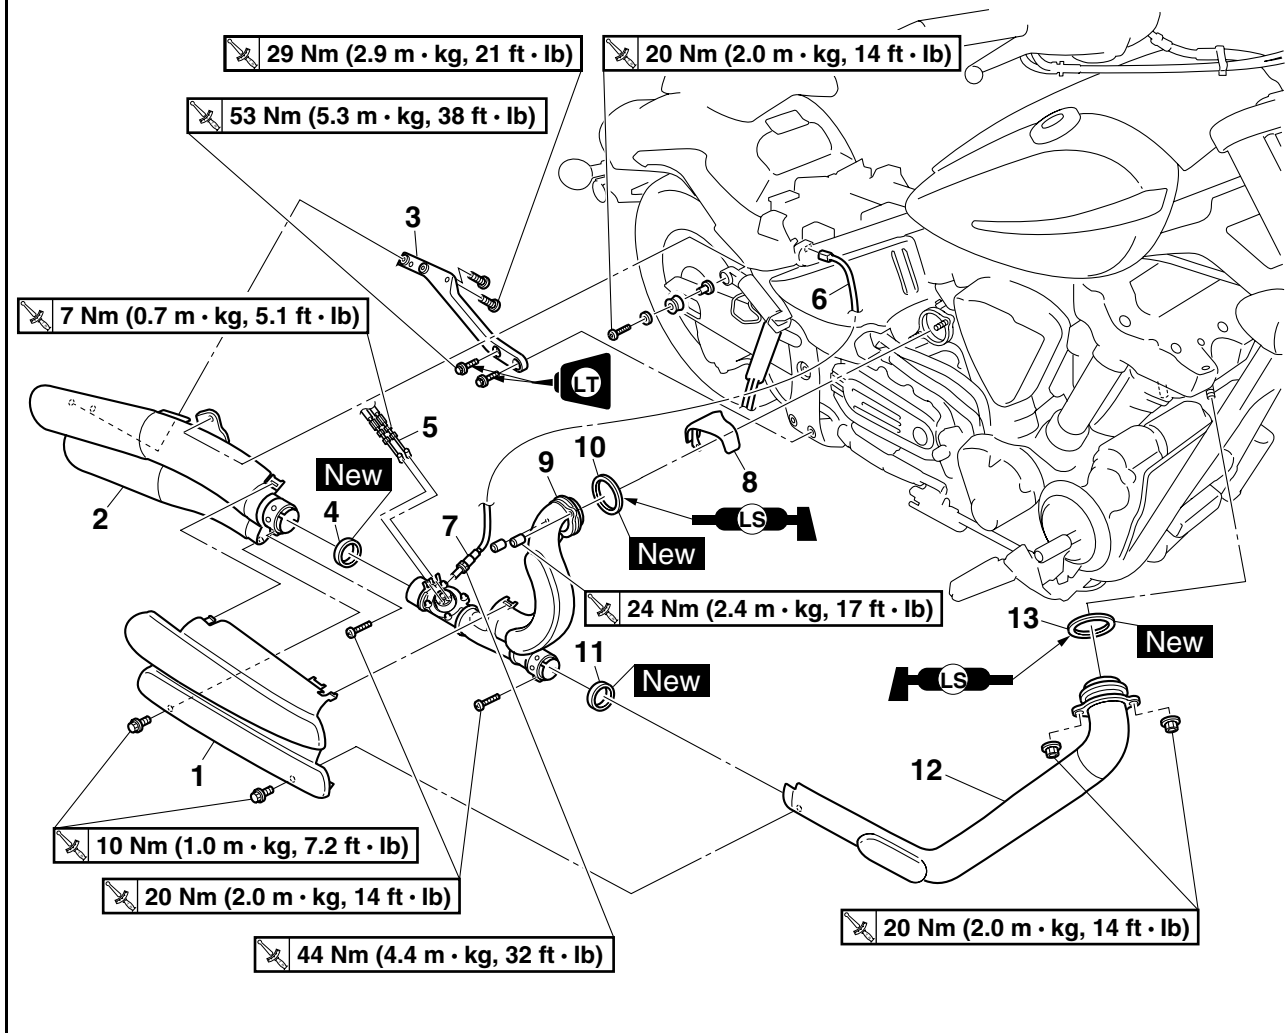 29 Nm (2.9 m · kg, 21 ft · lb)
20 Nm (2.0 m · kg, 14 ft · lb)
53 Nm (5.3 m · kg, 38 ft · lb)
3
6
7 Nm (0.7 m · kg, 5.1 ft · lb)
LT
5
10
9
8
New
2
4
7
LS
New
24 Nm (2.4 m · kg, 17 ft · lb)
13
New
11
New
LS
1
12
10 Nm (1.0 m · kg, 7.2 ft · lb)
20 Nm (2.0 m · kg, 14 ft · lb)
20 Nm (2.0 m · kg, 14 ft · lb)
44 Nm (4.4 m · kg, 32 ft · lb)